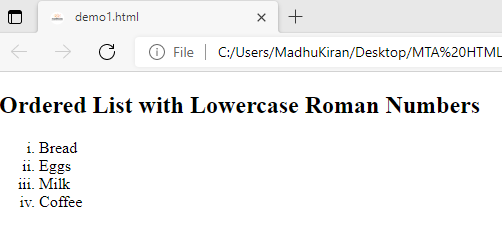 demo1.html
File C:/Users/MadhuKiran/Desktop/MTA%20HTML
Ordered List with Lowercase Roman Numbers
i. Bread
ii. Eggs
iii. Milk
iv. Coffee